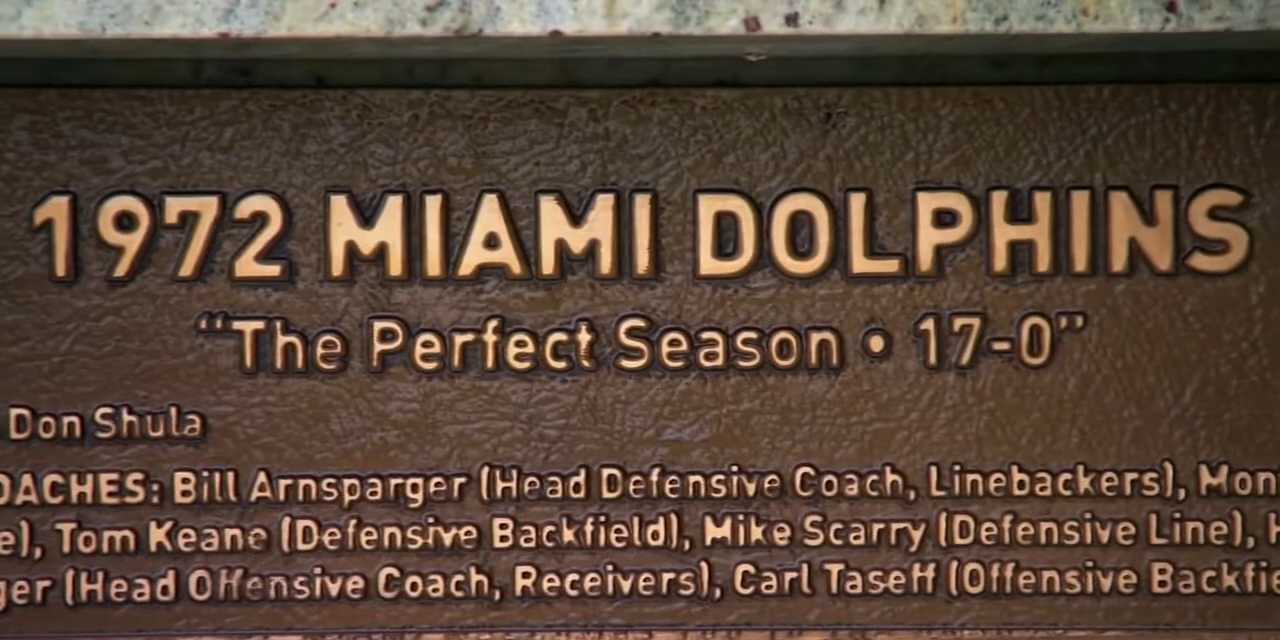 1972 MIAMI DOLPHINS
“The Perfect Season • 17-0”
Don Shula
OACHES: Bill Arnsparger (Head Defensive Coach, Linebackers), Mon
e), Tom Keane (Defensive Backfield), Mike Scarry (Defensive Line),
ger (Head Offensive Coach, Receivers), Carl Taseff (Offensive Backfie